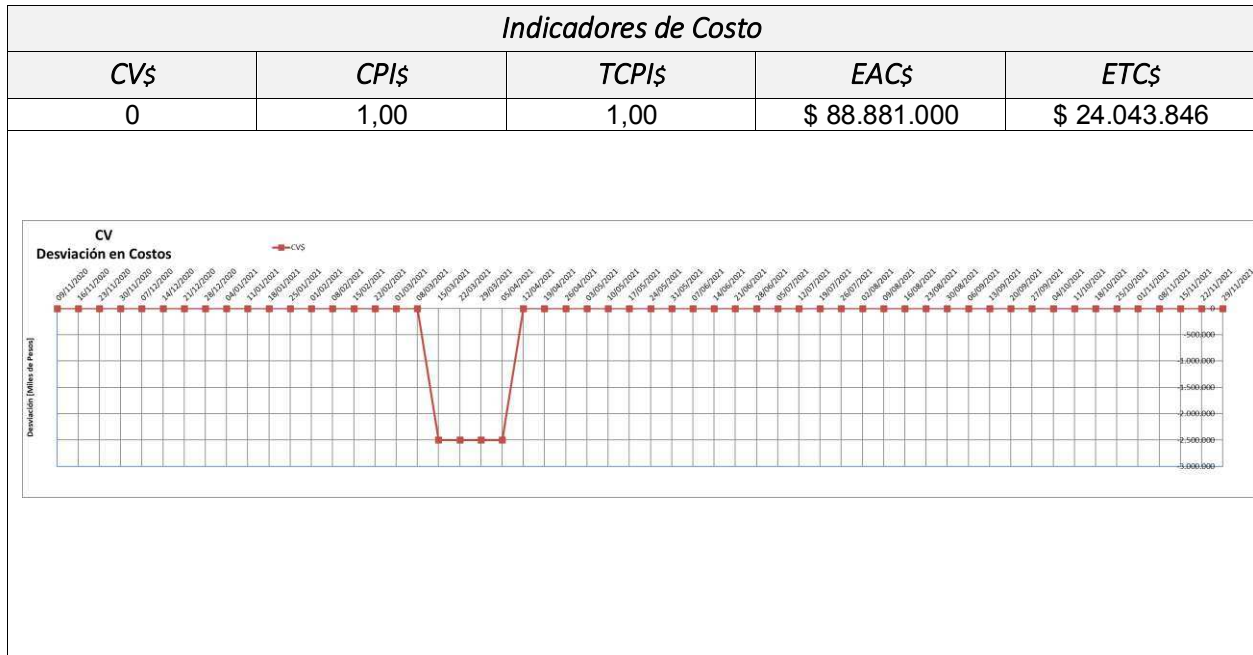 Indicadores de Costo
CV$ CPI$ TCPI$ EAC$ ETC$
0 1,00 1,00 $ 88.881.000 $ 24.043.846
CV
Desviación en Costos
CV$
09/11/2020 16/11/2020 23/11/2020 30/11/2020 07/12/2020 14/12/2020 21/12/2020 28/12/2020 04/01/2021 11/01/2021 18/01/2021 25/01/2021 01/02/2021 08/02/2021 15/02/2021 22/02/2021 01/03/2021 08/03/2021 15/03/2021 22/03/2021 29/03/2021 05/04/2021 12/04/2021 19/04/2021 26/04/2021 03/05/2021 10/05/2021 17/05/2021 24/05/2021 31/05/2021 07/06/2021 14/06/2021 21/06/2021 28/06/2021 05/07/2021 12/07/2021 19/07/2021 26/07/2021 02/08/2021 09/08/2021 16/08/2021 23/08/2021 30/08/2021 06/09/2021 13/09/2021 20/09/2021 27/09/2021 04/10/2021 11/10/2021 18/10/2021 25/10/2021 01/11/2021 08/11/2021 15/11/2021 22/11/2021 29/11/2021
0
-500.000
-1.000.000
-1.500.000
-2.000.000
-2.500.000
-3.000.000
Desviación [Miles de Pesos]